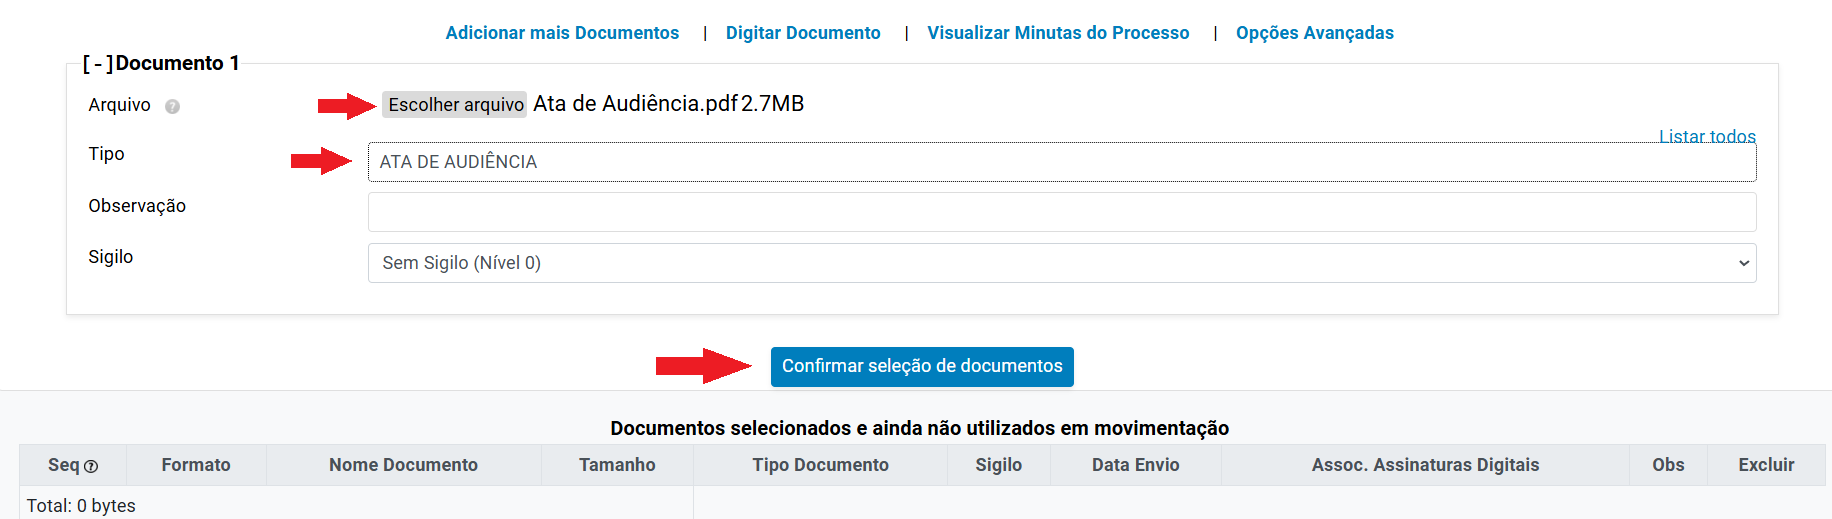 Adicionar mais Documentos | Digitar Documento | Visualizar Minutas do Processo | Opções Avançadas
[-]Documento 1
Arquivo ? Escolher arquivo Ata de Audiência.pdf 2.7MB
Listar todos
Tipo ATA DE AUDIÊNCIA
Observação
Sigilo Sem Sigilo (Nível 0)
Confirmar seleção de documentos
Documentos selecionados e ainda não utilizados em movimentação
Seq ? Formato Nome Documento Tamanho Tipo Documento Sigilo Data Envio Assoc. Assinaturas Digitais Obs Excluir
Total: 0 bytes